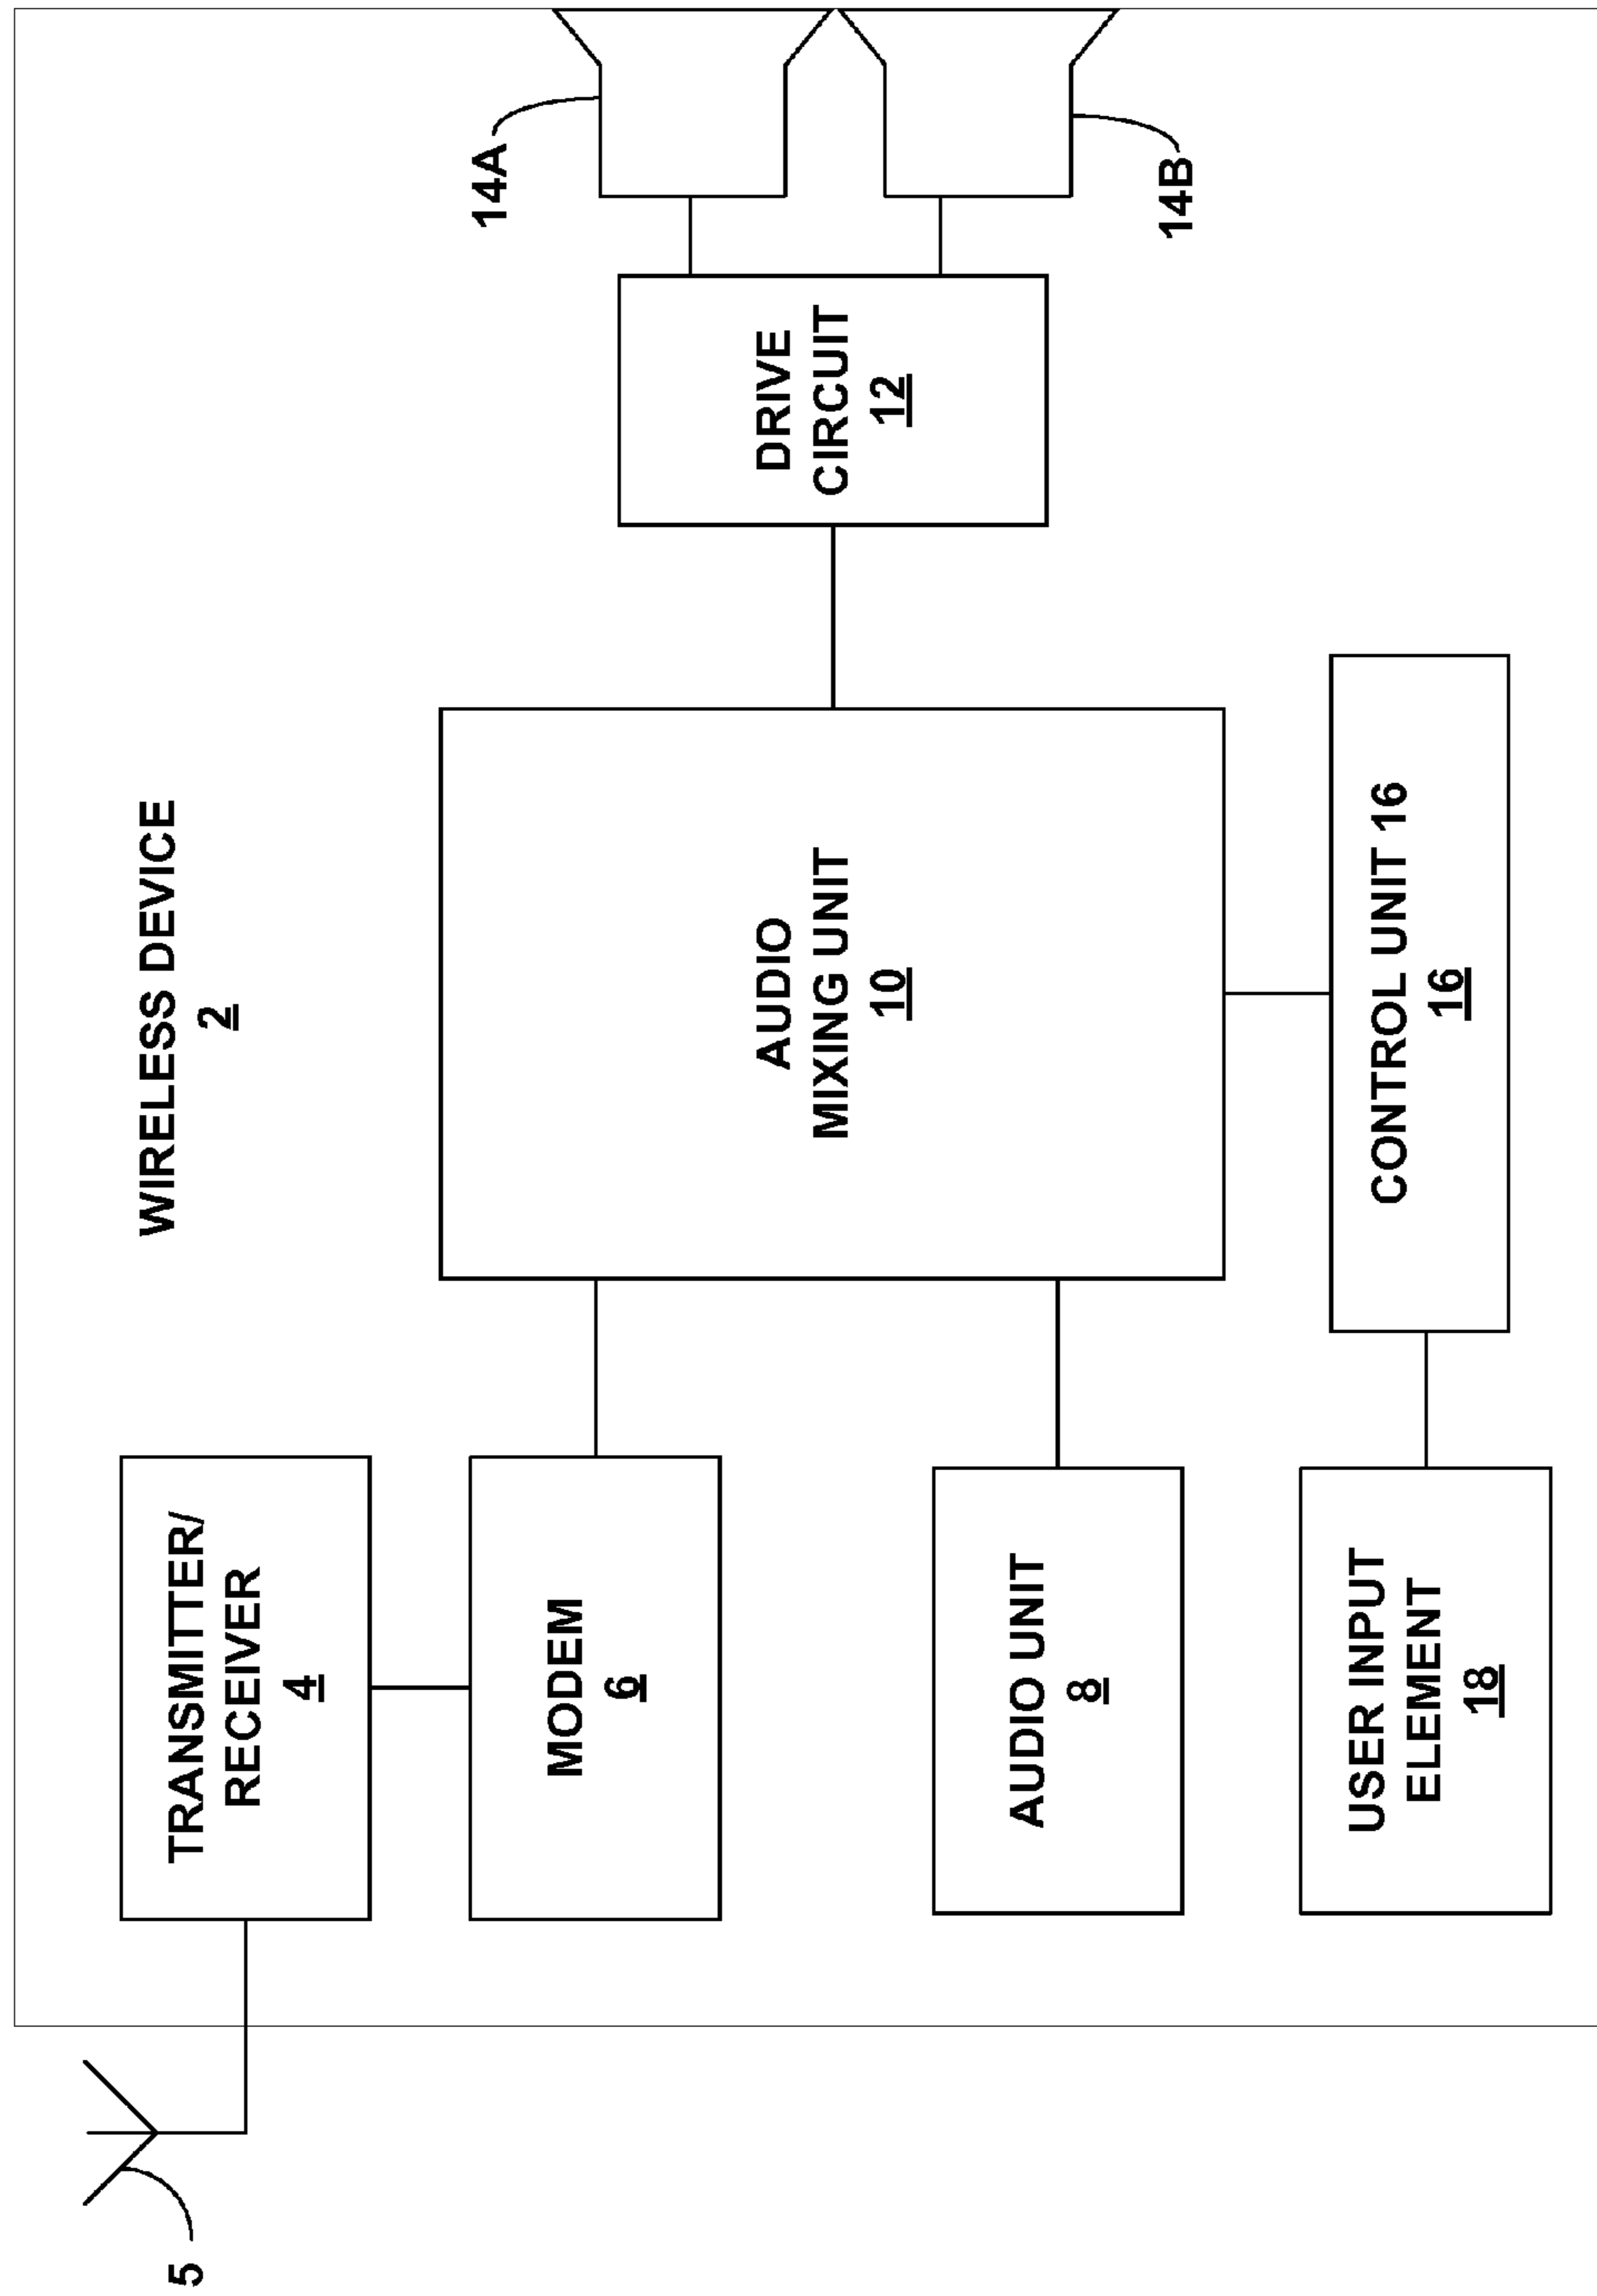 WIRELESS DEVICE
2
5
TRANSMITTER/
RECEIVER
4
MODEM
6
AUDIO UNIT
8
USER INPUT
ELEMENT
18
AUDIO
MIXING UNIT
10
CONTROL UNIT 16
16
DRIVE
CIRCUIT
12
14A
14B